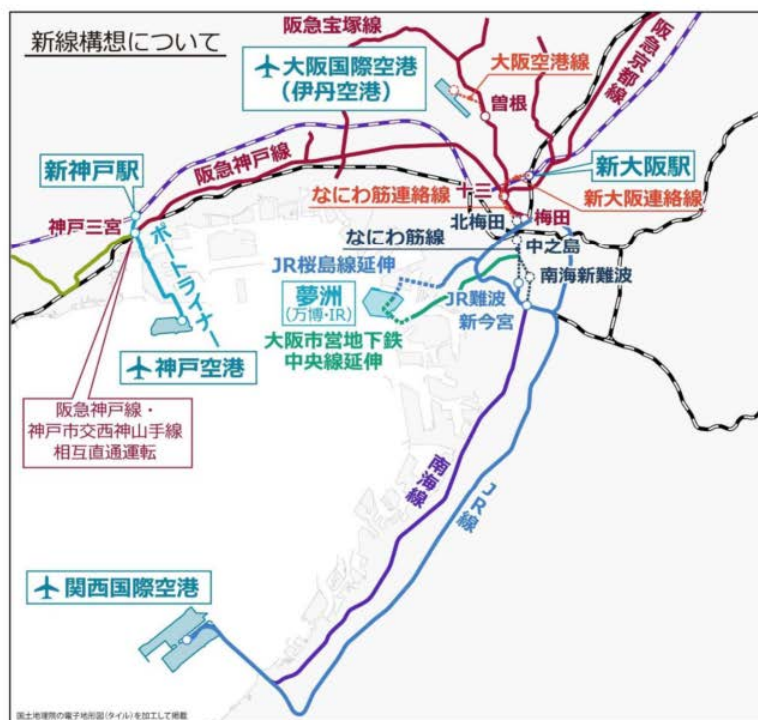 新線構想について
阪急宝塚線
大阪国際空港
(伊丹空港)
大阪空港線
曽根
阪急京都線
新神戸駅
阪急神戸線
十三
新大阪駅
なにわ筋連絡線
新大阪連絡線
神戸三宮
北梅田
梅田
ポートライナー
なにわ筋線
中之島
JR桜島線延伸
南海新難波
夢洲
(万博・IR)
JR難波
新今宮
大阪市営地下鉄
中央線延伸
神戸空港
阪急神戸線・
神戸市交西神山手線
相互直通運転
南海線
JR線
関西国際空港
国土地理院の電子地形図(タイル)を加工して掲載